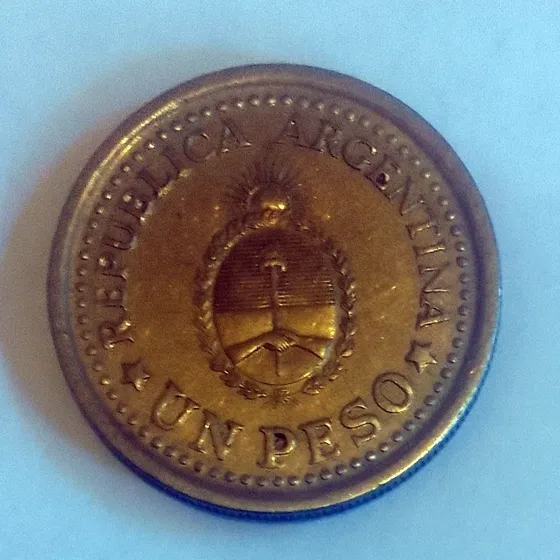 REPUBLICA ARGENTINA
UN PESO